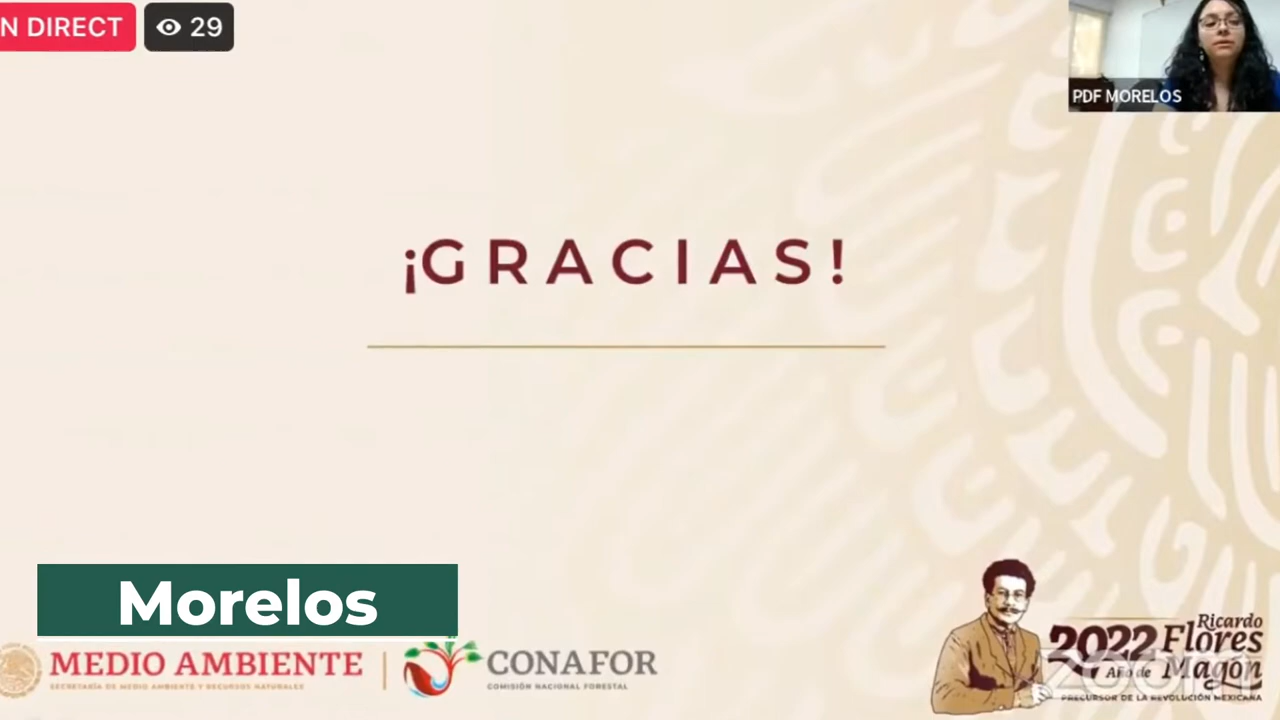 N DIRECT
29
PDF MORELOS
¡GRACIAS!
Morelos
MEDIO AMBIENTE
SECRETARÍA DE MEDIO AMBIENTE Y RECURSOS NATURALES
CONAFOR
COMISIÓN NACIONAL FORESTAL
2022
Año de
Ricardo
Flores
Magón
PRECURSOR DE LA REVOLUCIÓN MEXICANA
zoom